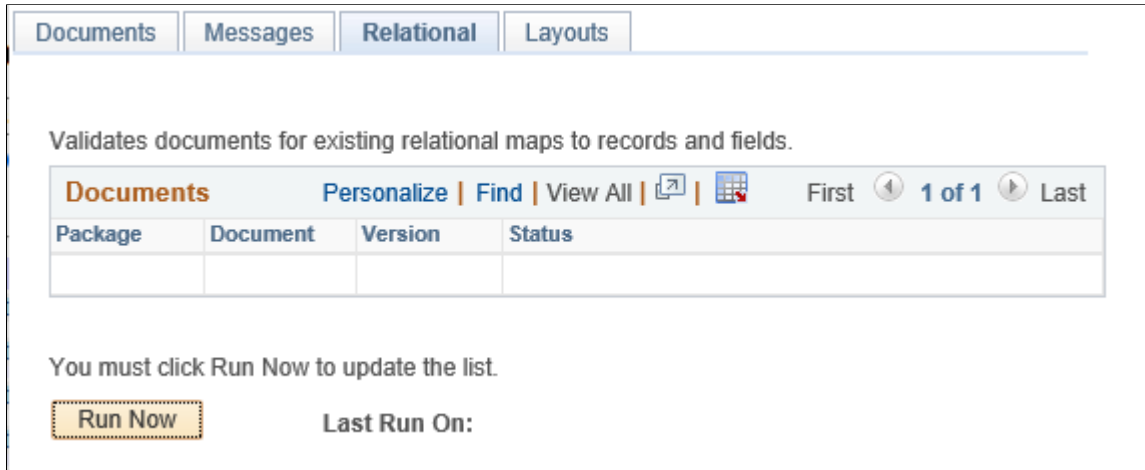 Documents Messages Relational Layouts
Validates documents for existing relational maps to records and fields.
Documents Personalize | Find | View All | | First 1 of 1 Last
Package Document Version Status
You must click Run Now to update the list.
Run Now Last Run On: